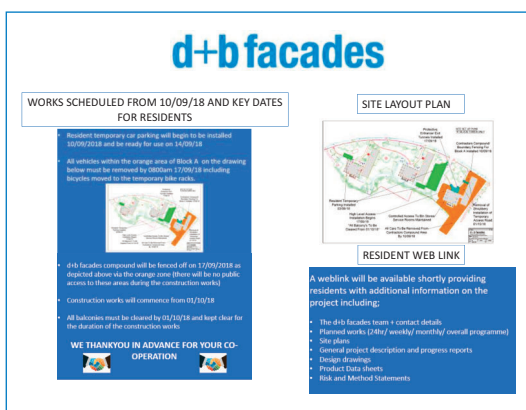 d+b facades
WORKS SCHEDULED FROM 10/09/18 AND KEY DATES
FOR RESIDENTS
• Resident temporary car parking will begin to be installed
10/09/2018 and be ready for use on 14/09/18
• All vehicles within the orange area of Block A on the drawing
below must be removed by 0800am 17/09/18 including
bicycles moved to the temporary bike racks.
• d+b facades compound will be fenced off on 17/09/2018 as
depicted above via the orange zone (there will be no public
access to these areas during the construction works)
• Construction works will commence from 01/10/18
• All balconies must be cleared by 01/10/18 and kept clear for
the duration of the construction works
WE THANKYOU IN ADVANCE FOR YOUR CO-
OPERATION
SITE LAYOUT PLAN
RESIDENT WEB LINK
A weblink will be available shortly providing
residents with additional information on the
project including;
• The d+b facades team + contact details
• Planned works (24hr/ weekly/ monthly/ overall programme)
• Site plans
• General project description and progress reports
• Design drawings
• Product Data sheets
• Risk and Method Statements